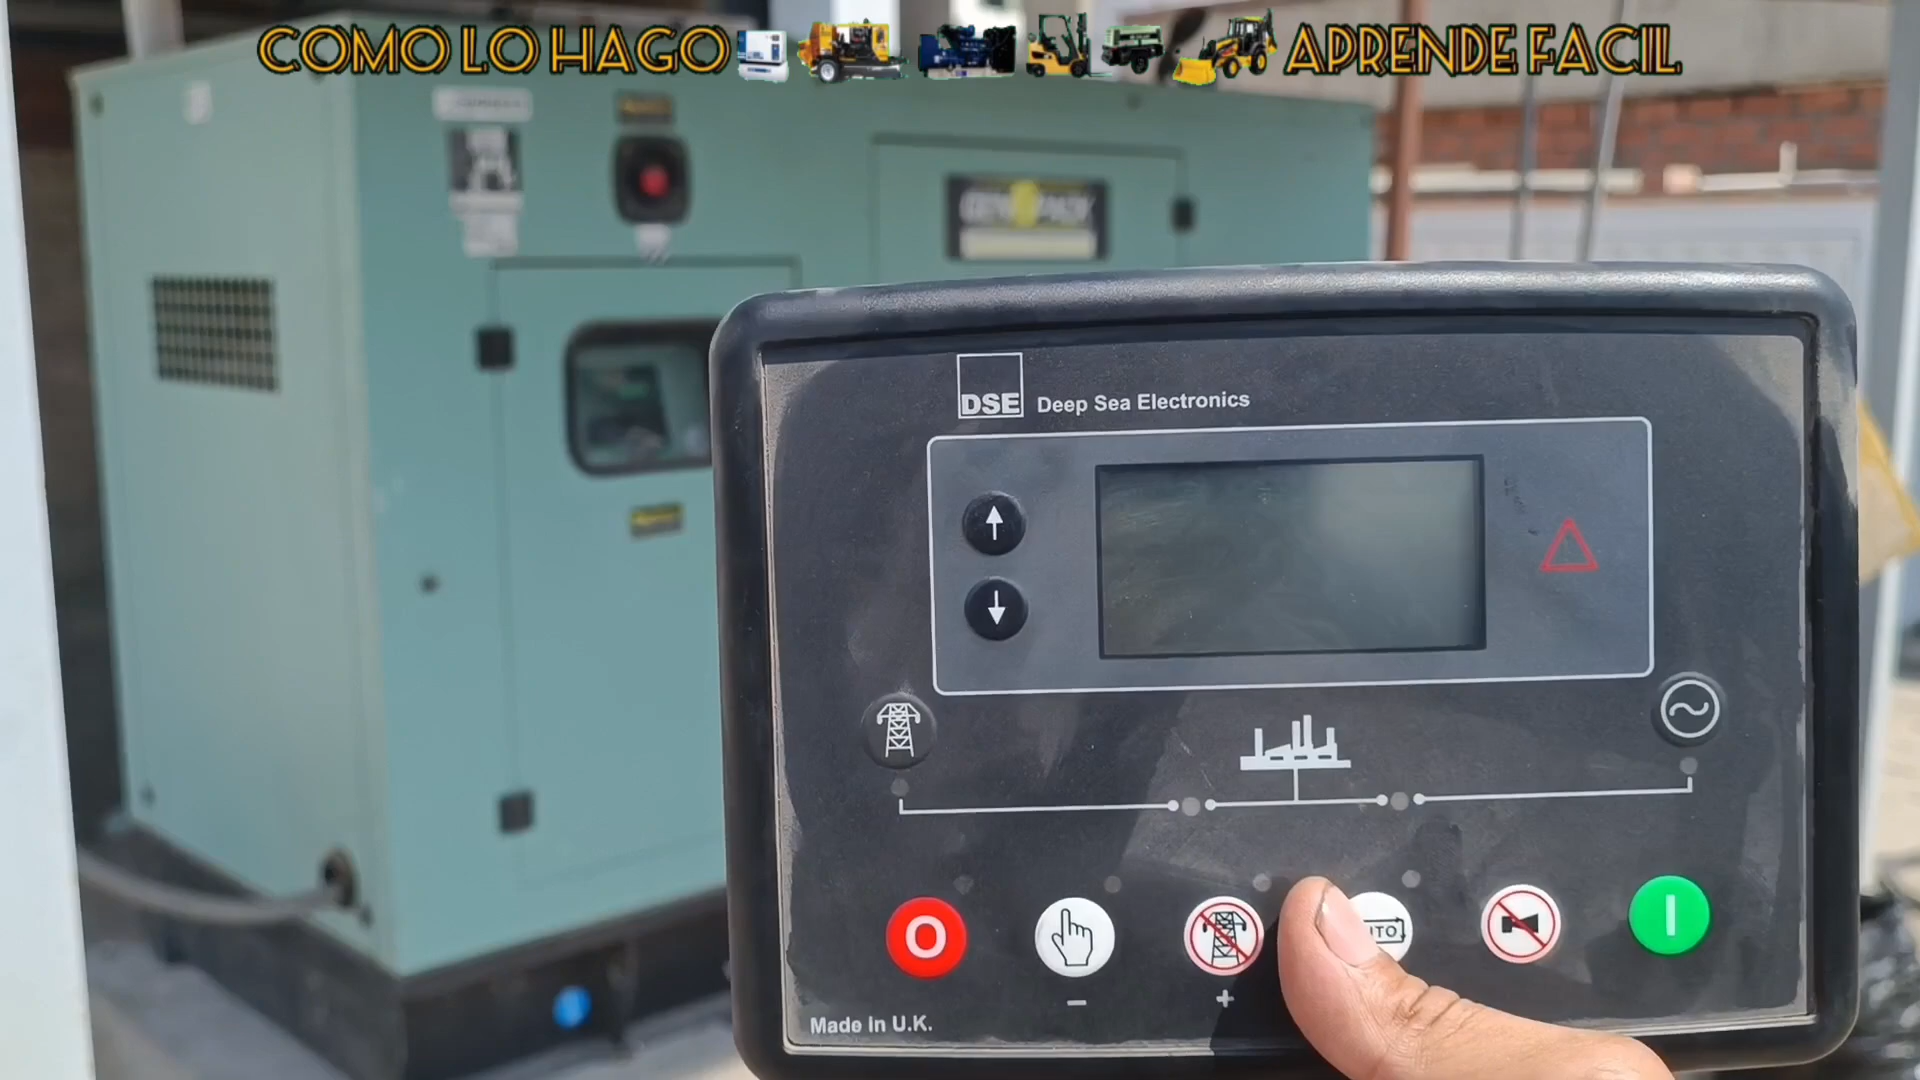 COMO LO HAGO APRENDE FACIL
DSE Deep Sea Electronics
O
I
-
+
Made in U.K.